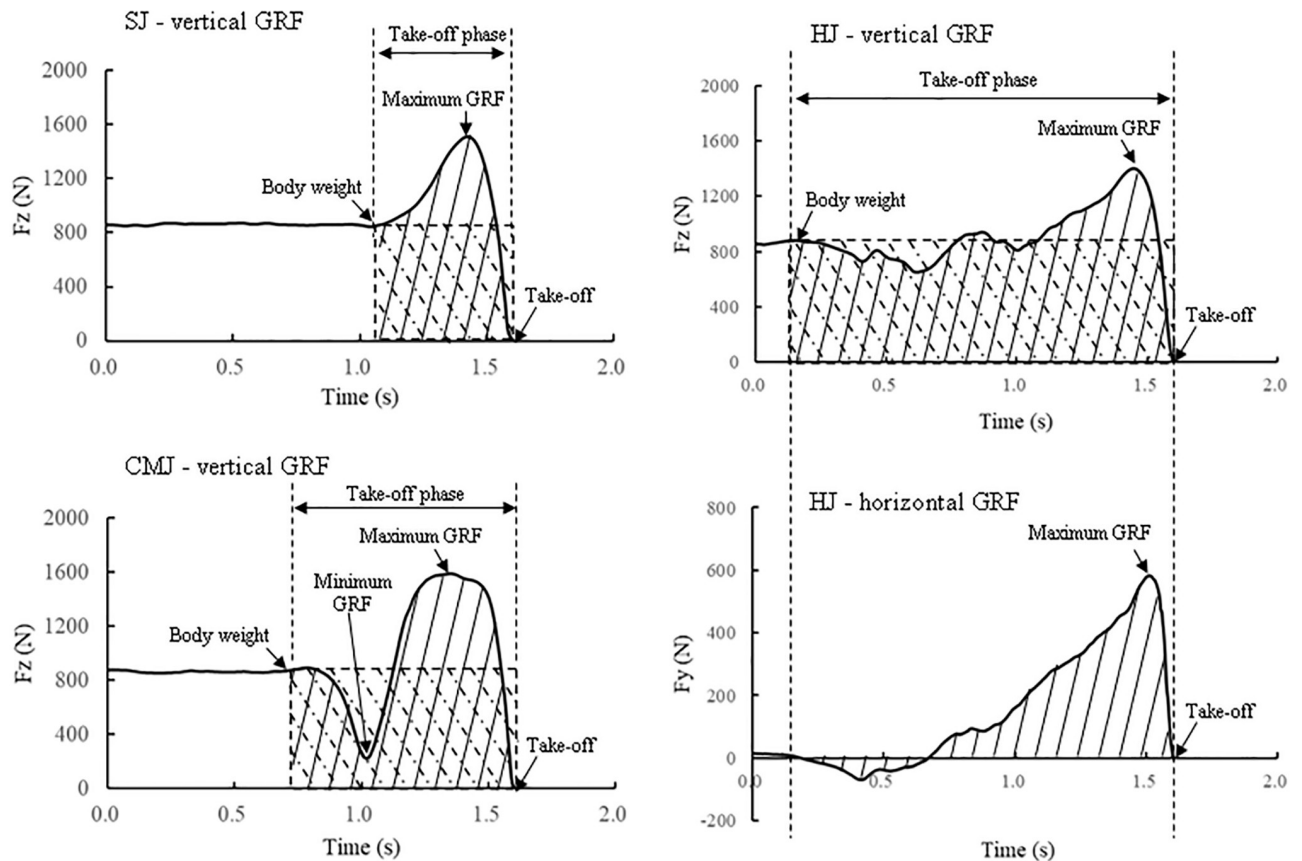 SJ - vertical GRF
Take-off phase
2000
1600
1200
800
400
0
Fz (N)
Maximum GRF
Body weight
Take-off
0.0 0.5 1.0 1.5 2.0
Time (s)
HJ - vertical GRF
Take-off phase
2000
1600
1200
800
400
0
Fz (N)
Maximum GRF
Body weight
Take-off
0.0 0.5 1.0 1.5 2.0
Time (s)
CMJ - vertical GRF
Take-off phase
2000
1600
1200
800
400
0
Fz (N)
Maximum GRF
Minimum
GRF
Body weight
Take-off
0.0 0.5 1.0 1.5 2.0
Time (s)
HJ - horizontal GRF
800
600
400
200
0
-200
Fy (N)
Maximum GRF
Take-off
0.0 0.5 1.0 1.5 2.0
Time (s)